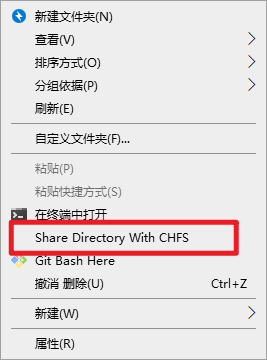 新建文件夹(N)
查看(V)
排序方式(O)
分组依据(P)
刷新(E)
自定义文件夹(F)...
粘贴(P)
粘贴快捷方式(S)
在终端中打开
Share Directory With CHFS
Git Bash Here
撤消 删除(U) Ctrl+Z
新建(W)
属性(R)